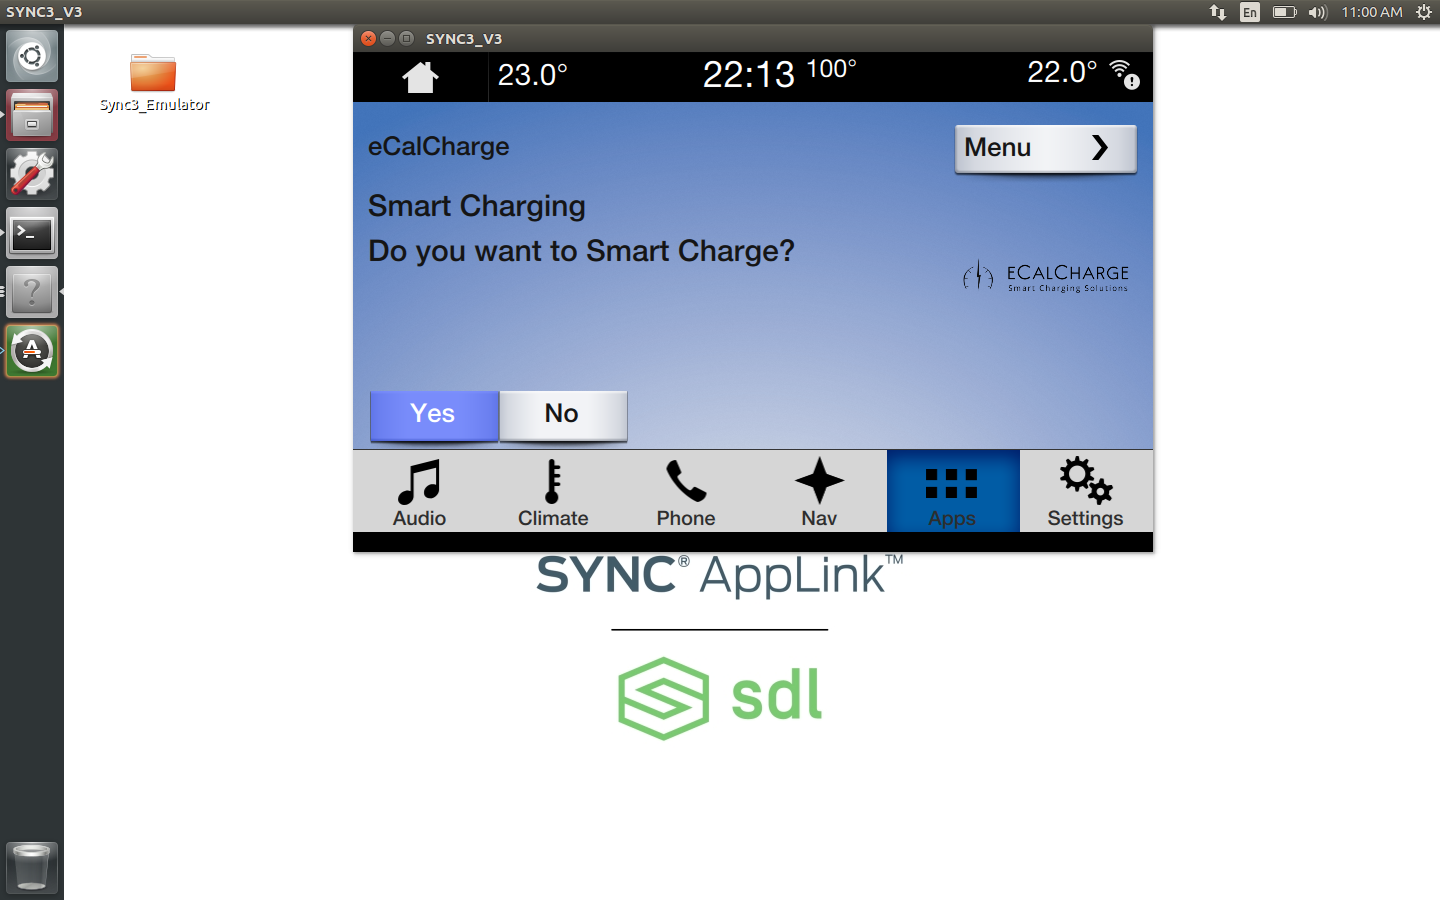 SYNC3_V3
En
11:00 AM
Sync3_Emulator
SYNC3_V3
23.0°
22:13 100°
22.0°
eCalCharge
Menu
Smart Charging
Do you want to Smart Charge?
ECALCHARGE
Smart Charging Solutions
Yes
No
Audio
Climate
Phone
Nav
Apps
Settings
SYNC® AppLink™
sdl